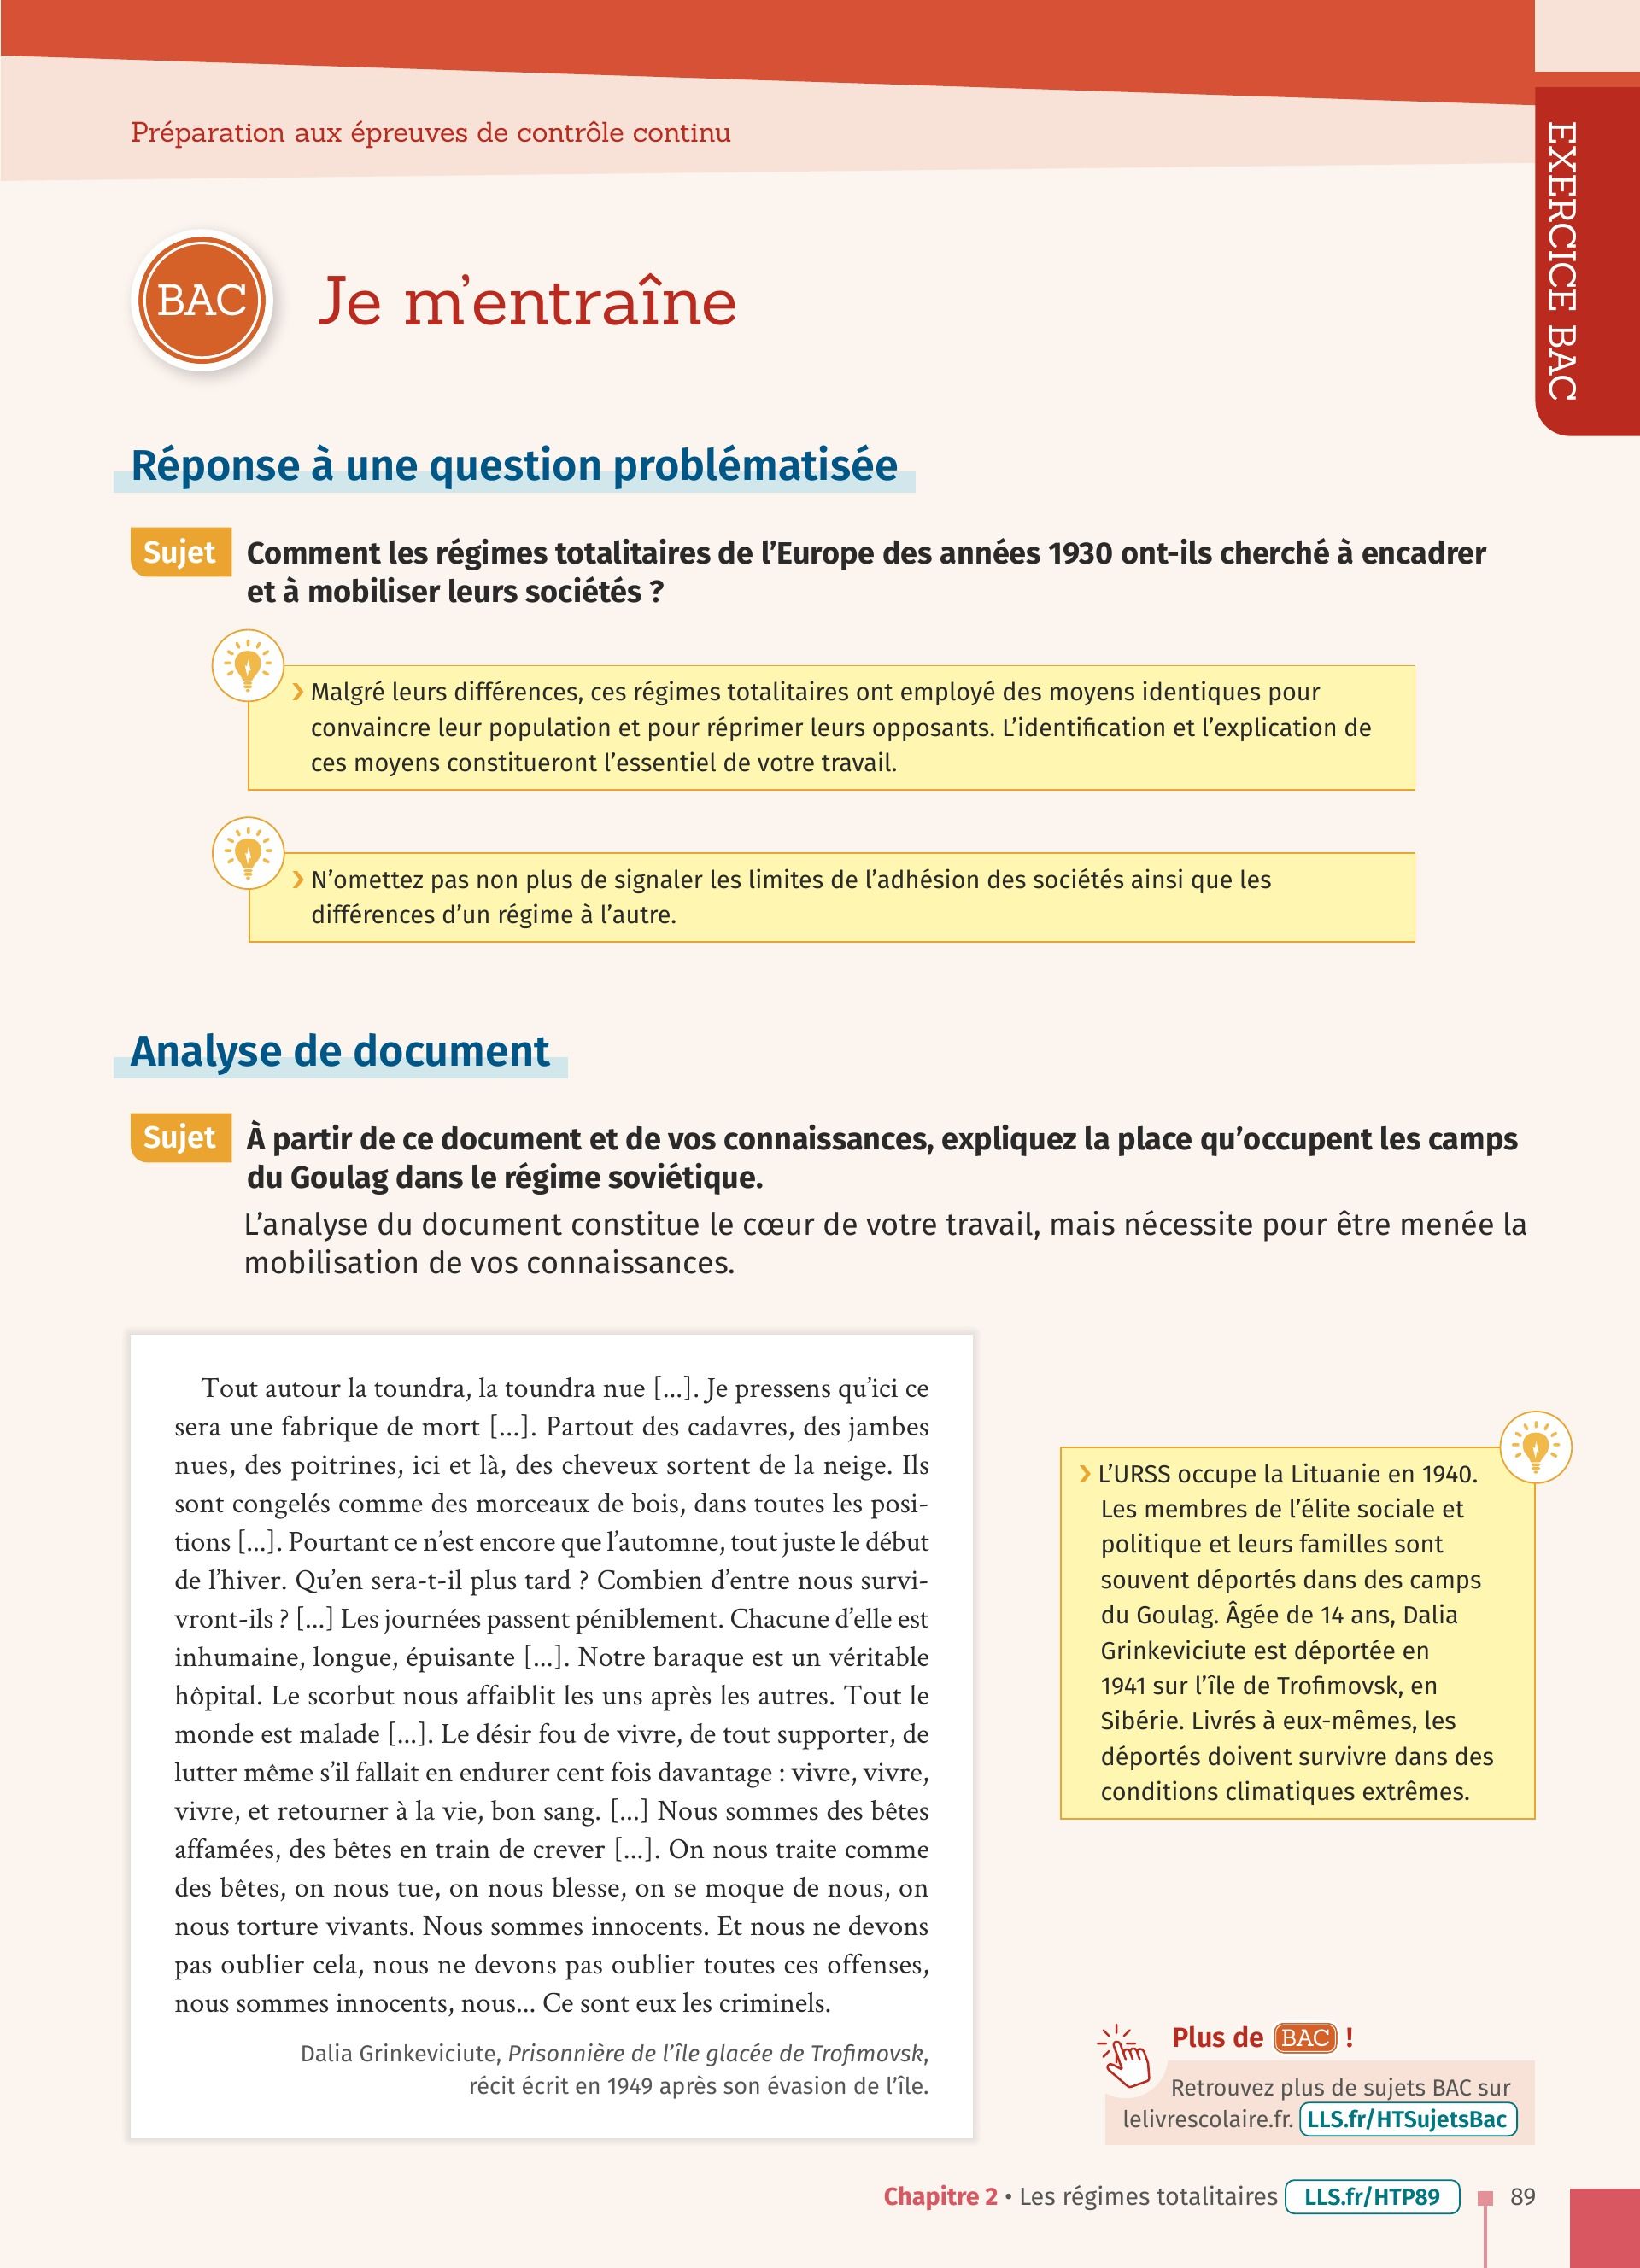 Préparation aux épreuves de contrôle continu
EXERCICE BAC
BAC
Je m'entraîne
Réponse à une question problématisée
Sujet
Comment les régimes totalitaires de l'Europe des années 1930 ont-ils cherché à encadrer
et à mobiliser leurs sociétés ?
› Malgré leurs différences, ces régimes totalitaires ont employé des moyens identiques pour
convaincre leur population et pour réprimer leurs opposants. L'identification et l'explication de
ces moyens constitueront l'essentiel de votre travail.
› N'omettez pas non plus de signaler les limites de l'adhésion des sociétés ainsi que les
différences d'un régime à l'autre.
Analyse de document
Sujet
À partir de ce document et de vos connaissances, expliquez la place qu'occupent les camps
du Goulag dans le régime soviétique.
L'analyse du document constitue le cœur de votre travail, mais nécessite pour être menée la
mobilisation de vos connaissances.
Tout autour la toundra, la toundra nue [...]. Je pressens qu'ici ce
sera une fabrique de mort [...]. Partout des cadavres, des jambes
nues, des poitrines, ici et là, des cheveux sortent de la neige. Ils
sont congelés comme des morceaux de bois, dans toutes les posi-
tions [...]. Pourtant ce n'est encore que l'automne, tout juste le début
de l'hiver. Qu'en sera-t-il plus tard ? Combien d'entre nous survi-
vront-ils ? [...] Les journées passent péniblement. Chacune d'elle est
inhumaine, longue, épuisante [...]. Notre baraque est un véritable
hôpital. Le scorbut nous affaiblit les uns après les autres. Tout le
monde est malade [...]. Le désir fou de vivre, de tout supporter, de
lutter même s'il fallait en endurer cent fois davantage : vivre, vivre,
vivre, et retourner à la vie, bon sang. [...] Nous sommes des bêtes
affamées, des bêtes en train de crever [...]. On nous traite comme
des bêtes, on nous tue, on nous blesse, on se moque de nous, on
nous torture vivants. Nous sommes innocents. Et nous ne devons
pas oublier cela, nous ne devons pas oublier toutes ces offenses,
nous sommes innocents, nous... Ce sont eux les criminels.
Dalia Grinkeviciute, Prisonnière de l'île glacée de Trofimovsk,
récit écrit en 1949 après son évasion de l'île.
› L'URSS occupe la Lituanie en 1940.
Les membres de l'élite sociale et
politique et leurs familles sont
souvent déportés dans des camps
du Goulag. Âgée de 14 ans, Dalia
Grinkeviciute est déportée en
1941 sur l'île de Trofimovsk, en
Sibérie. Livrés à eux-mêmes, les
déportés doivent survivre dans des
conditions climatiques extrêmes.
Plus de BAC !
Retrouvez plus de sujets BAC sur
lelivrescolaire.fr. LLS.fr/HTSujetsBac
Chapitre 2 • Les régimes totalitaires LLS.fr/HTP89 89